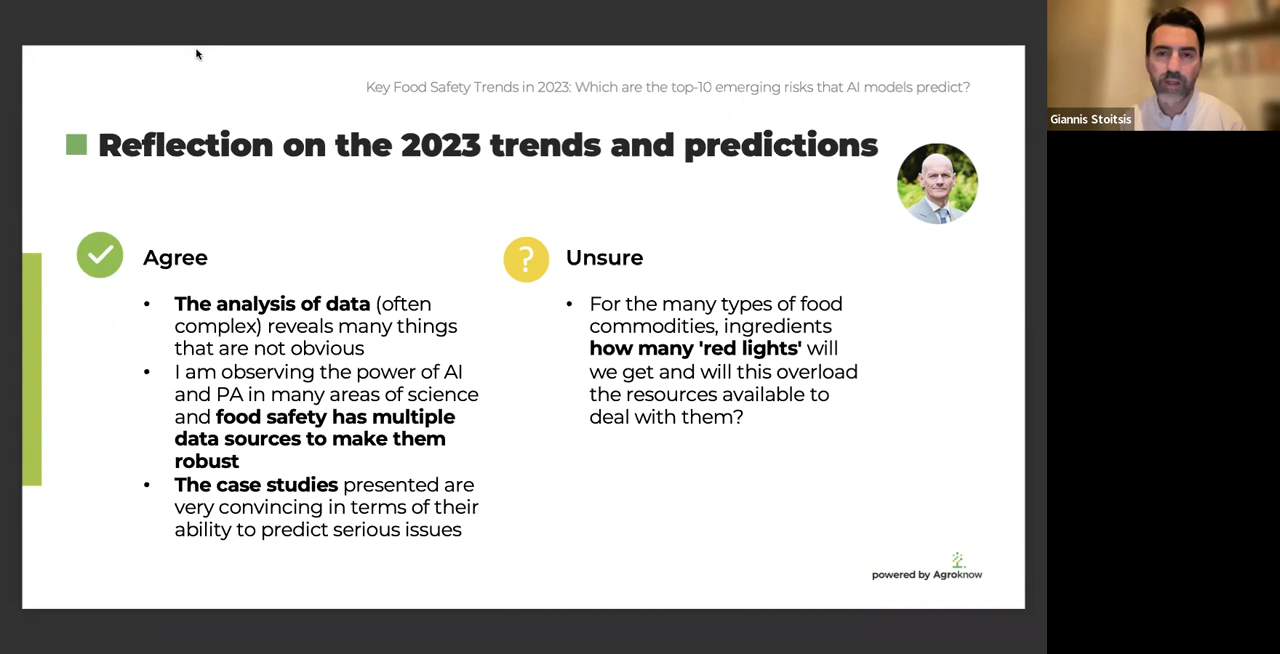 Key Food Safety Trends in 2023: Which are the top-10 emerging risks that AI models predict?
Giannis Stoitsis
Reflection on the 2023 trends and predictions
Agree
• The analysis of data (often
complex) reveals many things
that are not obvious
• I am observing the power of AI
and PA in many areas of science
and food safety has multiple
data sources to make them
robust
• The case studies presented are
very convincing in terms of their
ability to predict serious issues
?
Unsure
• For the many types of food
commodities, ingredients
how many 'red lights' will
we get and will this overload
the resources available to
deal with them?
powered by Agroknow